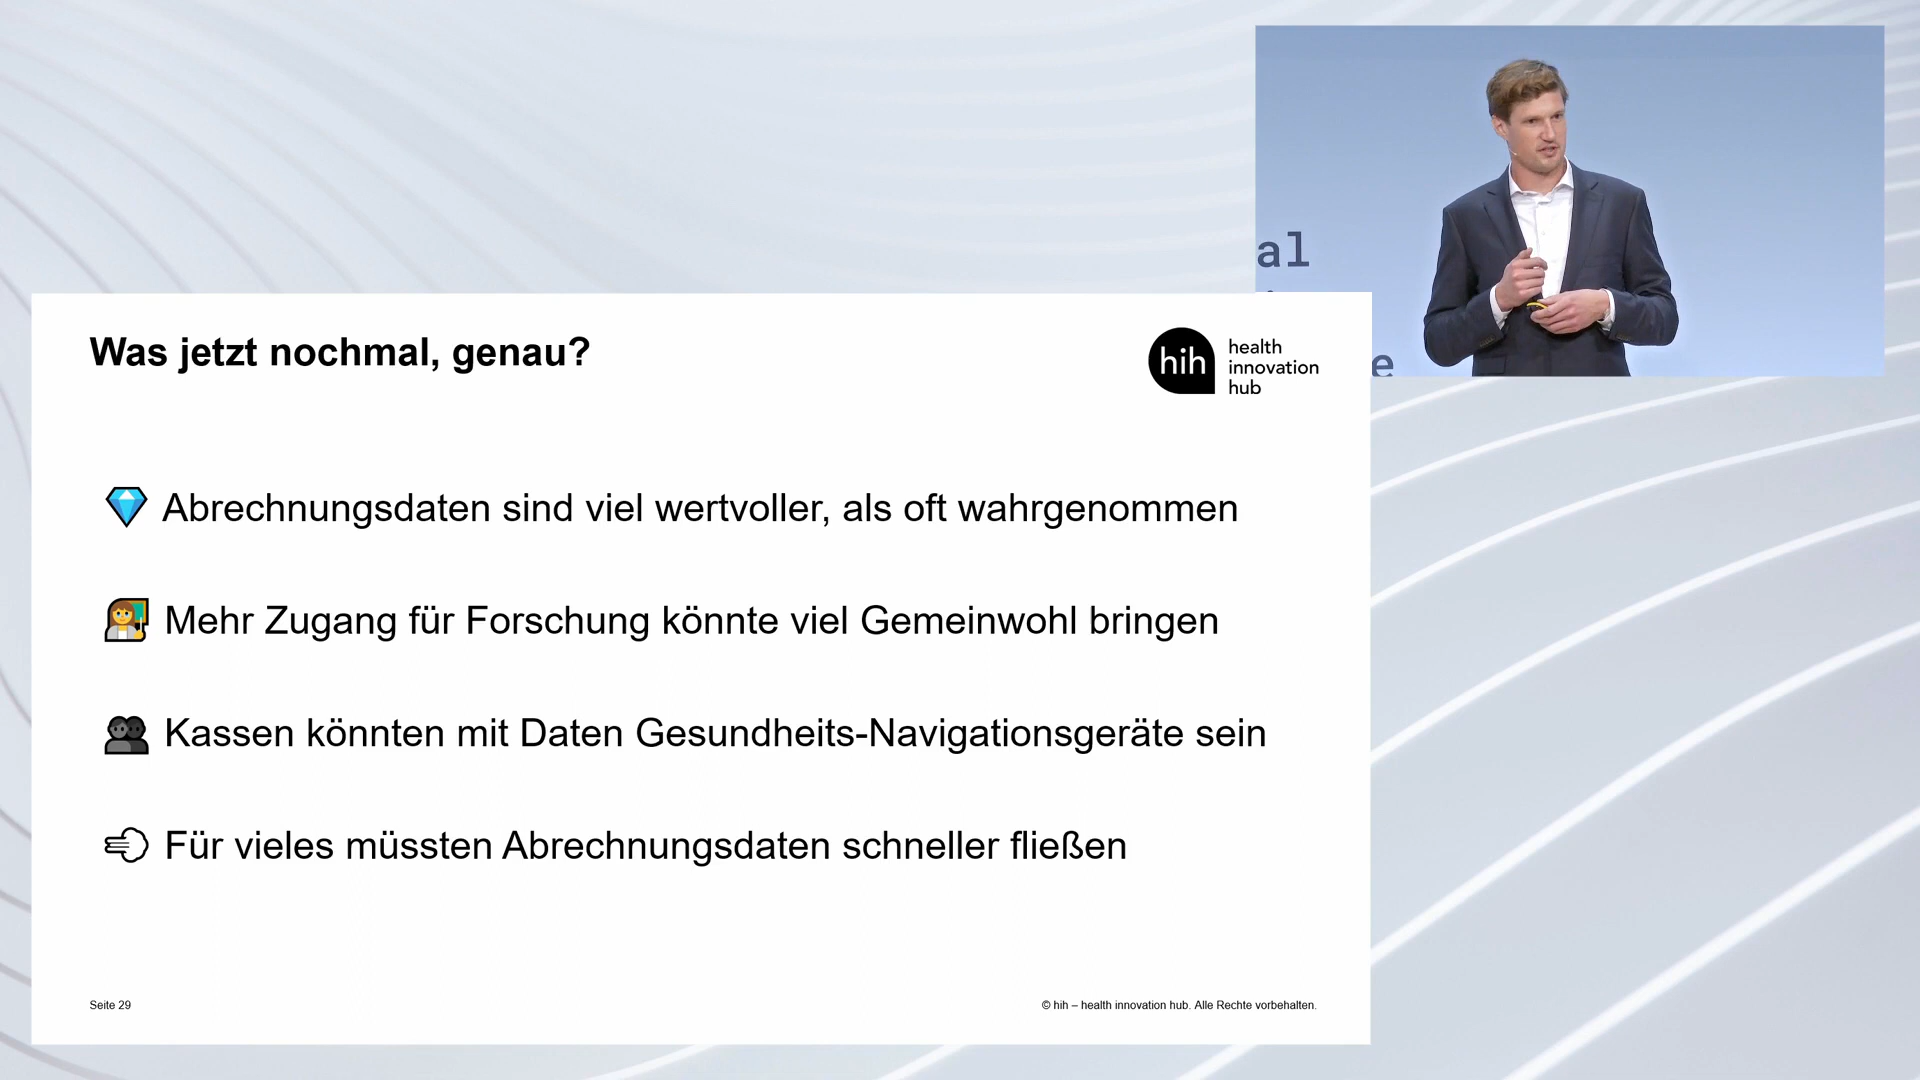 al
e
Was jetzt nochmal, genau?
hih
health
innovation
hub
Abrechnungsdaten sind viel wertvoller, als oft wahrgenommen
Mehr Zugang für Forschung könnte viel Gemeinwohl bringen
Kassen könnten mit Daten Gesundheits-Navigationsgeräte sein
Für vieles müssten Abrechnungsdaten schneller fließen
Seite 29
© hih – health innovation hub. Alle Rechte vorbehalten.